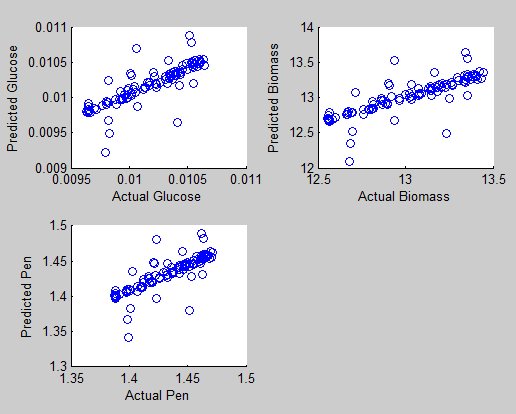 0.011
0.0105
0.01
0.0095
0.009
Predicted Glucose
0.0095 0.01 0.0105 0.011
Actual Glucose
14
13.5
13
12.5
12
Predicted Biomass
12.5 13 13.5
Actual Biomass
1.5
1.45
1.4
1.35
1.3
Predicted Pen
1.35 1.4 1.45 1.5
Actual Pen